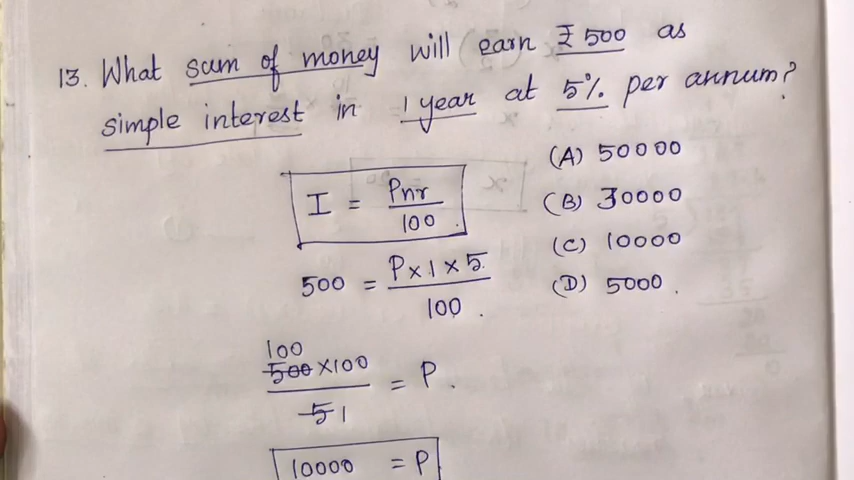 13. What sum of money will earn ₹ 500 as
simple interest in 1 year at 5% per annum?
(A) 50000
(B) 30000
(C) 10000
(D) 5000.
I = Pnr/100
500 = P×1×5/100.
100
500×100/5 1 = P.
10000 = P